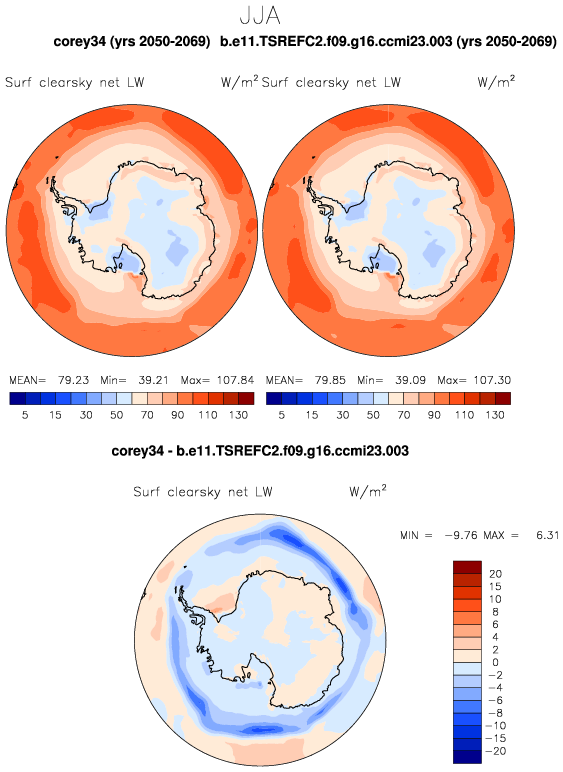 JJA
corey34 (yrs 2050-2069) b.e11.TSREFC2.f09.g16.ccmi23.003 (yrs 2050-2069)
Surf clearsky net LW W/m² Surf clearsky net LW W/m²
MEAN= 79.23 Min= 39.21 Max= 107.84 MEAN= 79.85 Min= 39.09 Max= 107.30
5 15 30 50 70 90 110 130 5 15 30 50 70 90 110 130
corey34 - b.e11.TSREFC2.f09.g16.ccmi23.003
Surf clearsky net LW W/m²
MIN = -9.76 MAX = 6.31
20
15
10
8
6
4
2
0
-2
-4
-6
-8
-10
-15
-20